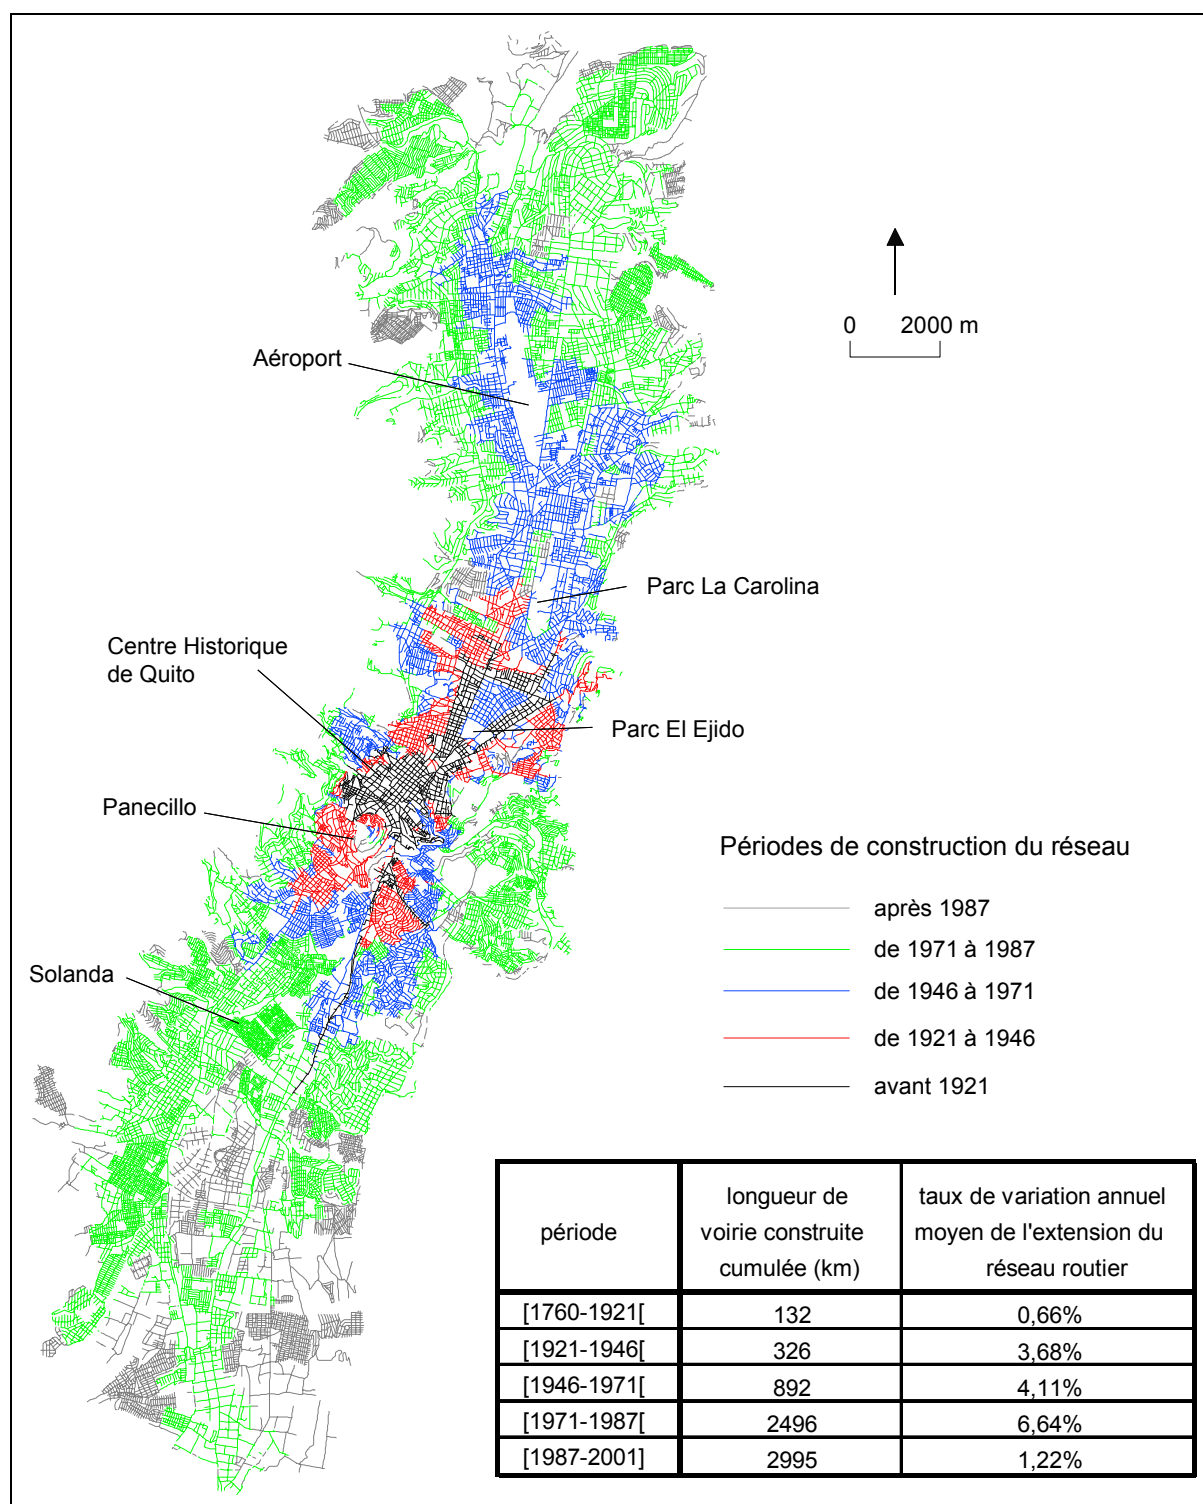 0 2000 m
Aéroport
Parc La Carolina
Centre Historique
de Quito
Parc El Ejido
Panecillo
Solanda
Périodes de construction du réseau
après 1987
de 1971 à 1987
de 1946 à 1971
de 1921 à 1946
avant 1921
période
longueur de
voirie construite
cumulée (km)
taux de variation annuel
moyen de l'extension du
réseau routier
[1760-1921[ 132 0,66%
[1921-1946[ 326 3,68%
[1946-1971[ 892 4,11%
[1971-1987[ 2496 6,64%
[1987-2001] 2995 1,22%